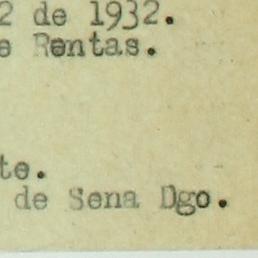 2 de 1932.
e Rentas.
te.
de Sena Dgo.